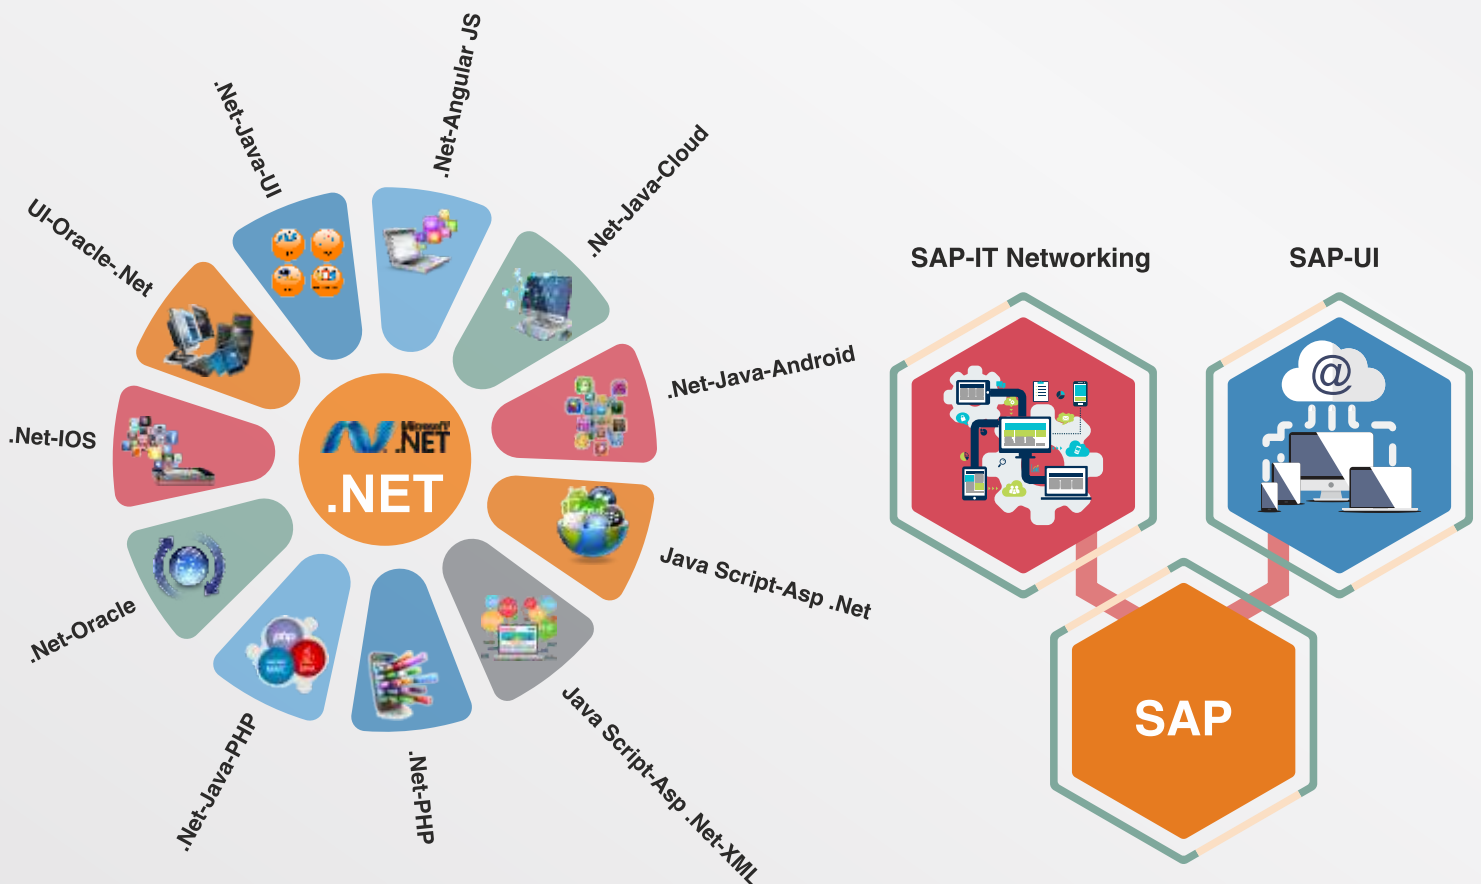 .Net-Angular JS
.Net-Java-Cloud
.Net-Java-Android
Java Script-Asp .Net
Java Script-Asp .Net-XML
.Net-PHP
.Net-Java-PHP
.Net-Oracle
.Net-IOS
UI-Oracle-.Net
.Net-Java-UI
Microsoft
.NET
.NET
php
SAP-IT Networking
SAP-UI
@
SAP